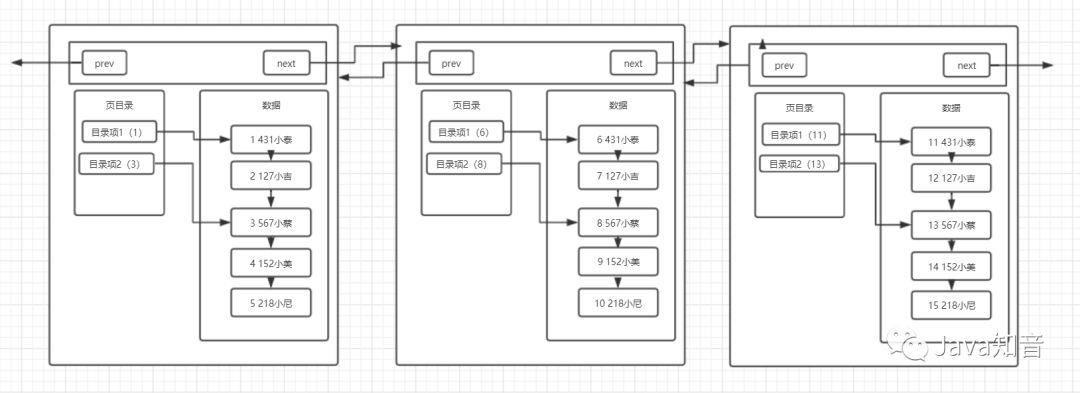 prev
next
页目录
数据
目录项1（1）
目录项2（3）
1 431小泰
2 127小吉
3 567小蔡
4 152小美
5 218小尼
prev
next
页目录
数据
目录项1（6）
目录项2（8）
6 431小泰
7 127小吉
8 567小蔡
9 152小美
10 218小尼
prev
next
页目录
数据
目录项1（11）
目录项2（13）
11 431小泰
12 127小吉
13 567小蔡
14 152小美
15 218小尼
Java知音